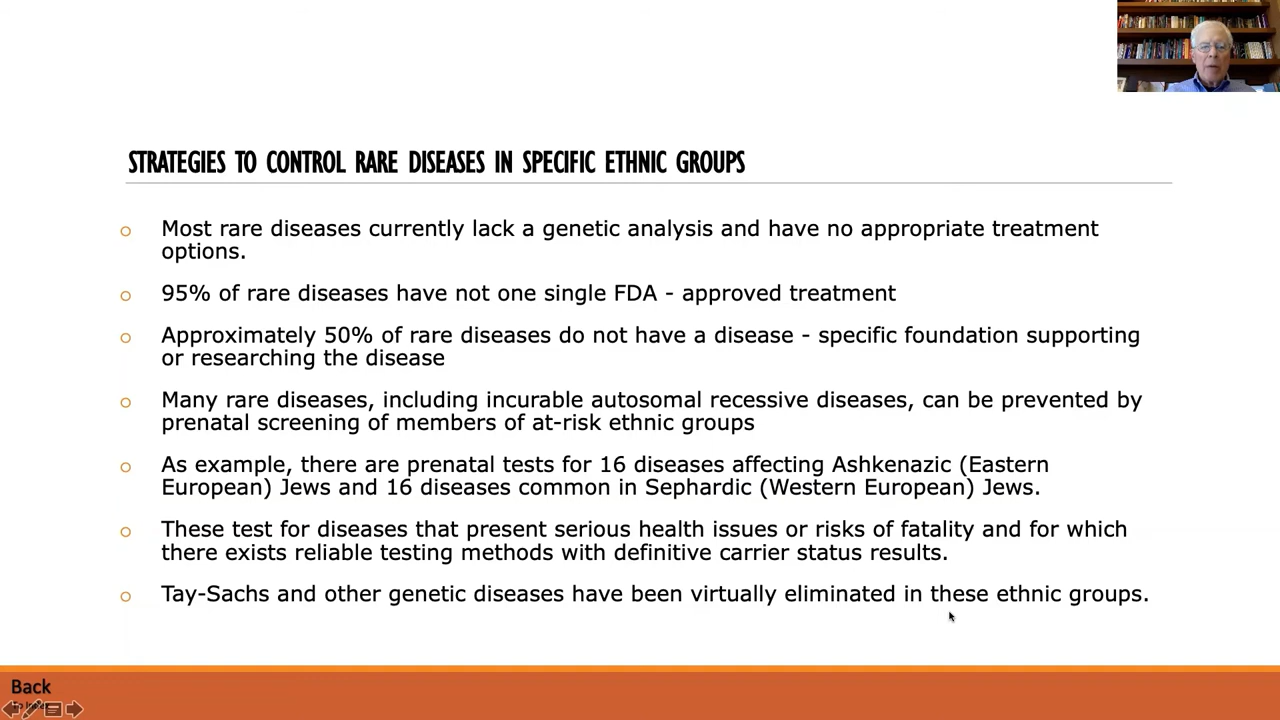 STRATEGIES TO CONTROL RARE DISEASES IN SPECIFIC ETHNIC GROUPS
Most rare diseases currently lack a genetic analysis and have no appropriate treatment
options.
95% of rare diseases have not one single FDA - approved treatment
Approximately 50% of rare diseases do not have a disease - specific foundation supporting
or researching the disease
Many rare diseases, including incurable autosomal recessive diseases, can be prevented by
prenatal screening of members of at-risk ethnic groups
As example, there are prenatal tests for 16 diseases affecting Ashkenazic (Eastern
European) Jews and 16 diseases common in Sephardic (Western European) Jews.
These test for diseases that present serious health issues or risks of fatality and for which
there exists reliable testing methods with definitive carrier status results.
Tay-Sachs and other genetic diseases have been virtually eliminated in these ethnic groups.
Back